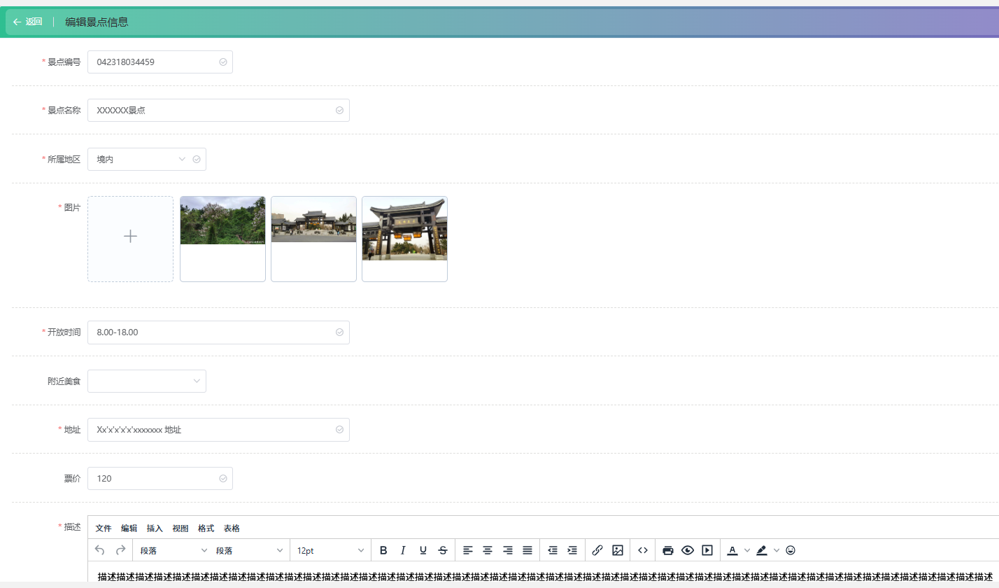 返回
编辑景点信息
* 景点编号 042318034459
* 景点名称 XXXXXX景点
* 所属地区 境内
* 图片
* 开放时间 8.00-18.00
附近美食
* 地址 Xx'x'x'x'x'xxxxxxx 地址
票价 120
* 描述
文件 编辑 插入 视图 格式 表格
段落 段落 12pt B I U S A
描述描述描述描述描述描述描述描述描述描述描述描述描述描述描述描述描述描述描述描述描述描述描述描述描述描述描述描述描述描述描述描述描述描述描述描述描述描述描述描述描述描述描述描述描述描述描述描述